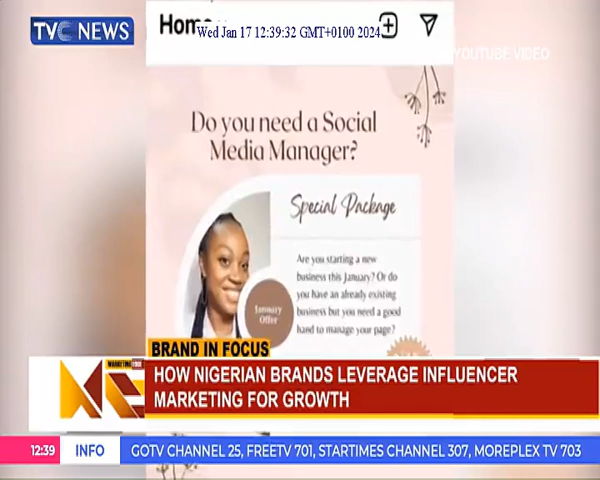 TVC NEWS
Home
Wed Jan 17 12:39:32 GMT+0100 2024
YOUTUBE VIDEO
Do you need a Social
Media Manager?
Special Package
Are you starting a new
business this January? Or do
you have an already existing
business but you need a good
hand to manage your page?
January
Offer
BRAND IN FOCUS
MARKETING EDGE
HOW NIGERIAN BRANDS LEVERAGE INFLUENCER
MARKETING FOR GROWTH
12:39 INFO GOTV CHANNEL 25, FREETV 701, STARTIMES CHANNEL 307, MOREPLEX TV 703